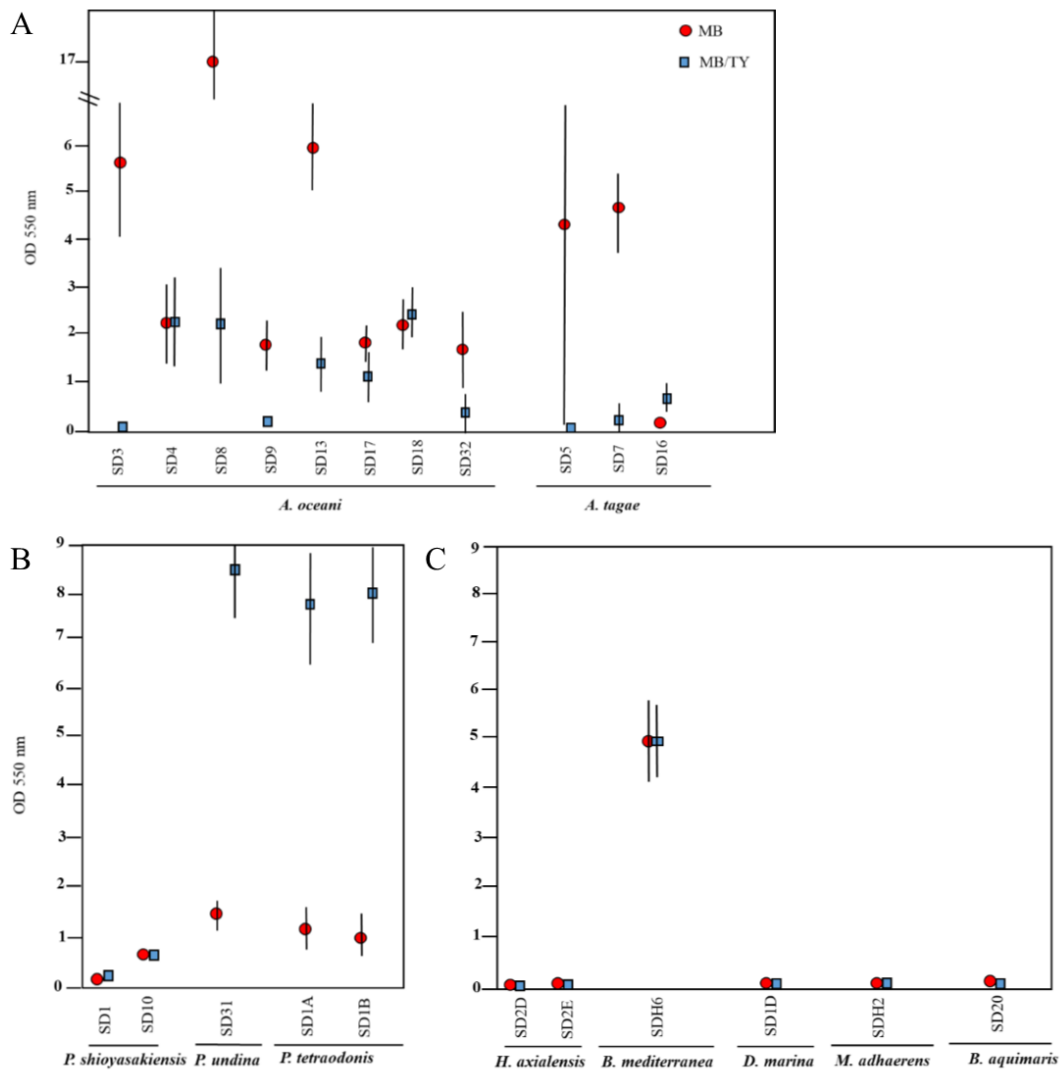 A
MB
MB/TY
17
6
5
4
3
2
1
0
OD 550 nm
SD3 SD4 SD8 SD9 SD13 SD17 SD18 SD32 SD5 SD7 SD16
A. oceani A. tagae
B
9
8
7
6
5
4
3
2
1
0
OD 550 nm
SD1 SD10 SD31 SD1A SD1B
P. shioyasakiensis P. undina P. tetraodonis
C
9
8
7
6
5
4
3
2
1
0
SD2D SD2E SDH6 SD1D SDH2 SD20
H. axialensis B. mediterranea D. marina M. adhaerens B. aquimaris